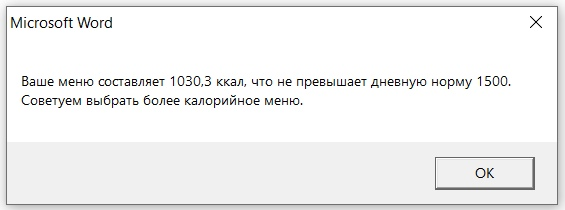 Microsoft Word
Ваше меню составляет 1030,3 ккал, что не превышает дневную норму 1500.
Советуем выбрать более калорийное меню.
ОК